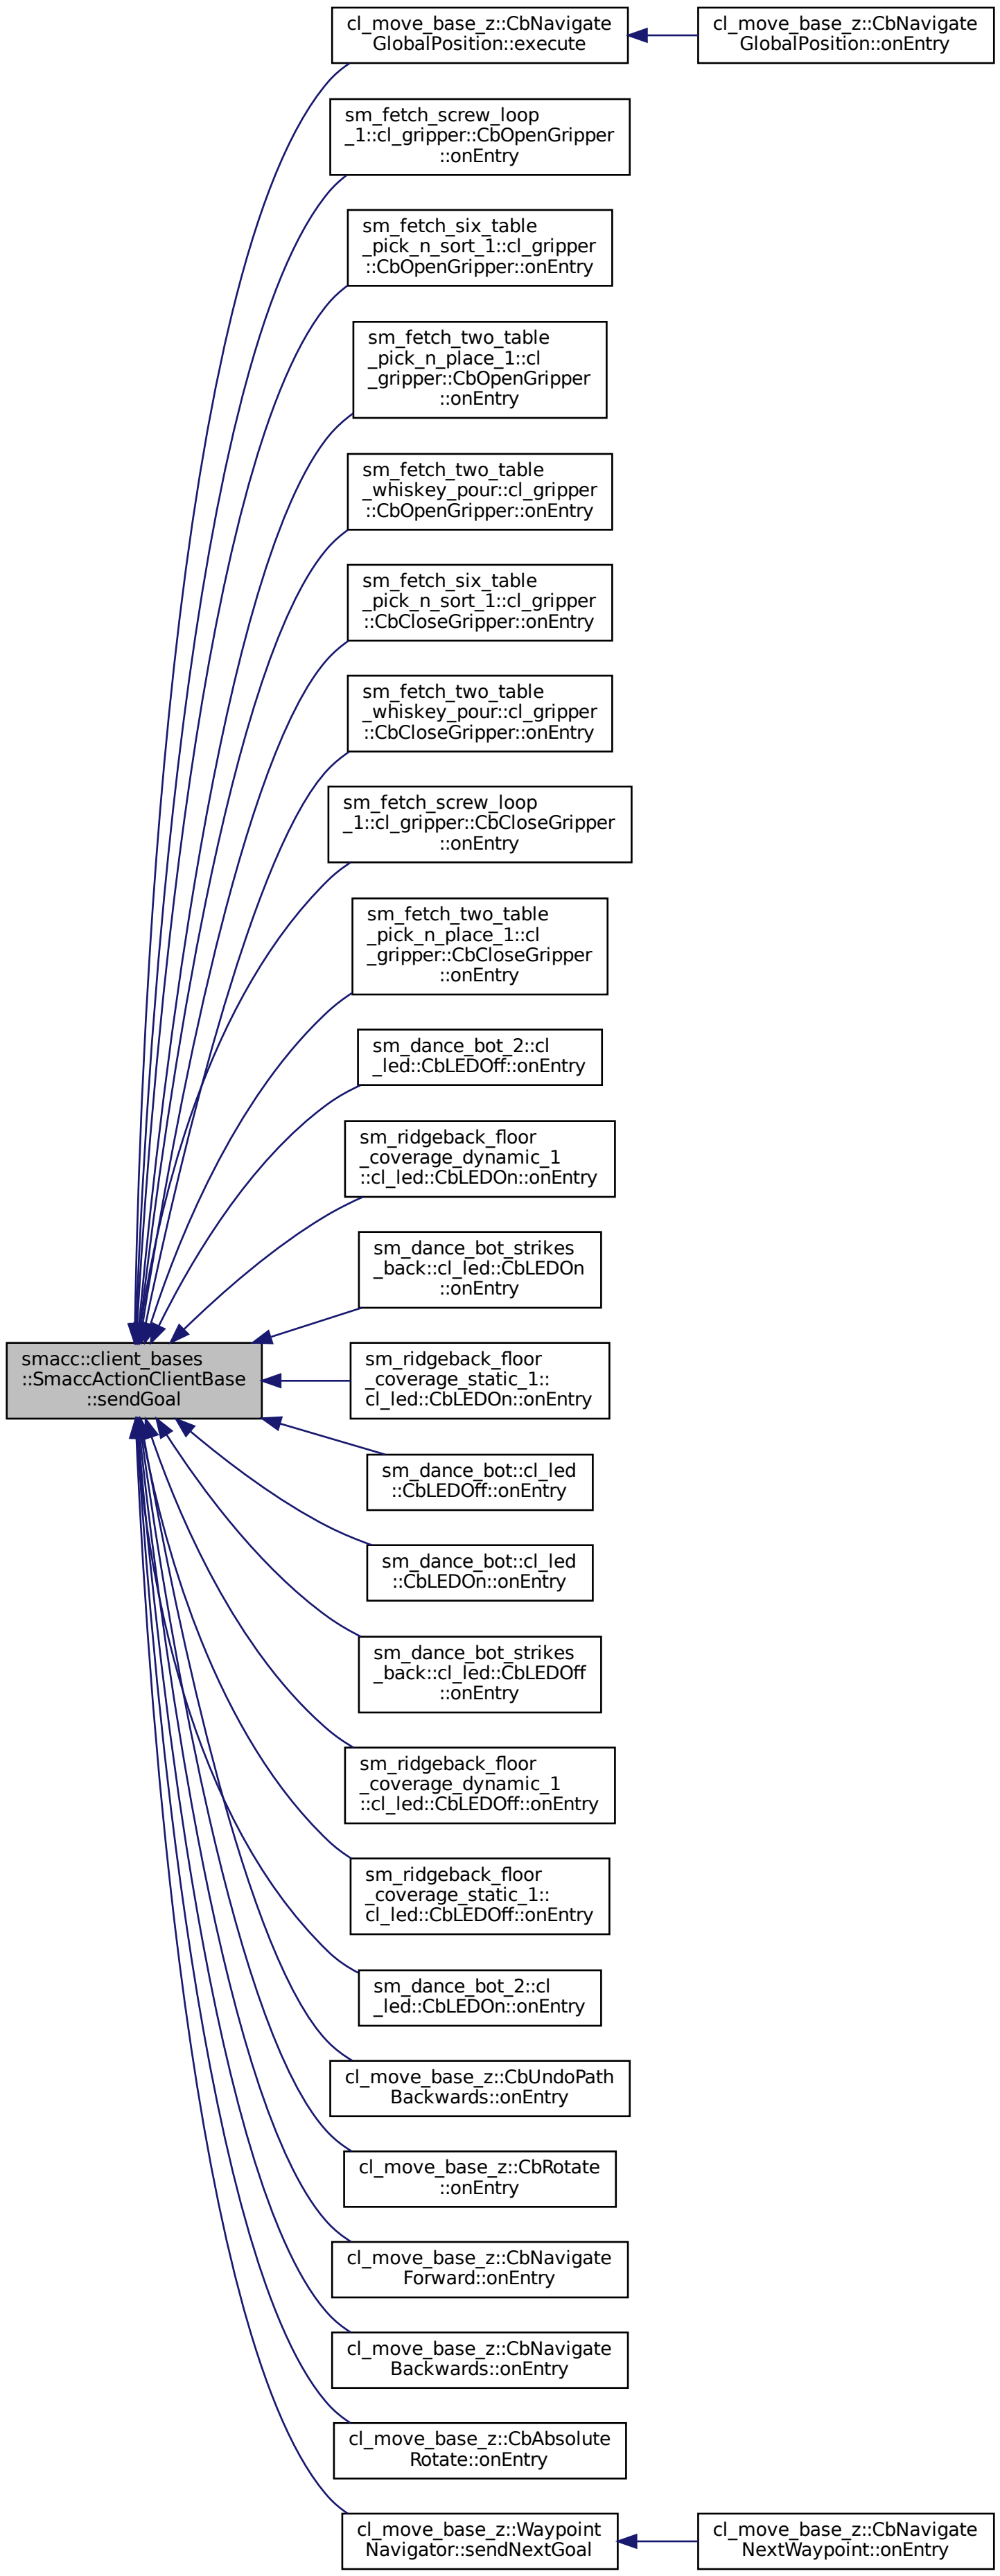 cl_move_base_z::CbNavigate
GlobalPosition::execute
cl_move_base_z::CbNavigate
GlobalPosition::onEntry
sm_fetch_screw_loop
_1::cl_gripper::CbOpenGripper
::onEntry
sm_fetch_six_table
_pick_n_sort_1::cl_gripper
::CbOpenGripper::onEntry
sm_fetch_two_table
_pick_n_place_1::cl
_gripper::CbOpenGripper
::onEntry
sm_fetch_two_table
_whiskey_pour::cl_gripper
::CbOpenGripper::onEntry
sm_fetch_six_table
_pick_n_sort_1::cl_gripper
::CbCloseGripper::onEntry
sm_fetch_two_table
_whiskey_pour::cl_gripper
::CbCloseGripper::onEntry
sm_fetch_screw_loop
_1::cl_gripper::CbCloseGripper
::onEntry
sm_fetch_two_table
_pick_n_place_1::cl
_gripper::CbCloseGripper
::onEntry
sm_dance_bot_2::cl
_led::CbLEDOff::onEntry
sm_ridgeback_floor
_coverage_dynamic_1
::cl_led::CbLEDOn::onEntry
sm_dance_bot_strikes
_back::cl_led::CbLEDOn
::onEntry
smacc::client_bases
::SmaccActionClientBase
::sendGoal
sm_ridgeback_floor
_coverage_static_1::
cl_led::CbLEDOn::onEntry
sm_dance_bot::cl_led
::CbLEDOff::onEntry
sm_dance_bot::cl_led
::CbLEDOn::onEntry
sm_dance_bot_strikes
_back::cl_led::CbLEDOff
::onEntry
sm_ridgeback_floor
_coverage_dynamic_1
::cl_led::CbLEDOff::onEntry
sm_ridgeback_floor
_coverage_static_1::
cl_led::CbLEDOff::onEntry
sm_dance_bot_2::cl
_led::CbLEDOn::onEntry
cl_move_base_z::CbUndoPath
Backwards::onEntry
cl_move_base_z::CbRotate
::onEntry
cl_move_base_z::CbNavigate
Forward::onEntry
cl_move_base_z::CbNavigate
Backwards::onEntry
cl_move_base_z::CbAbsolute
Rotate::onEntry
cl_move_base_z::Waypoint
Navigator::sendNextGoal
cl_move_base_z::CbNavigate
NextWaypoint::onEntry